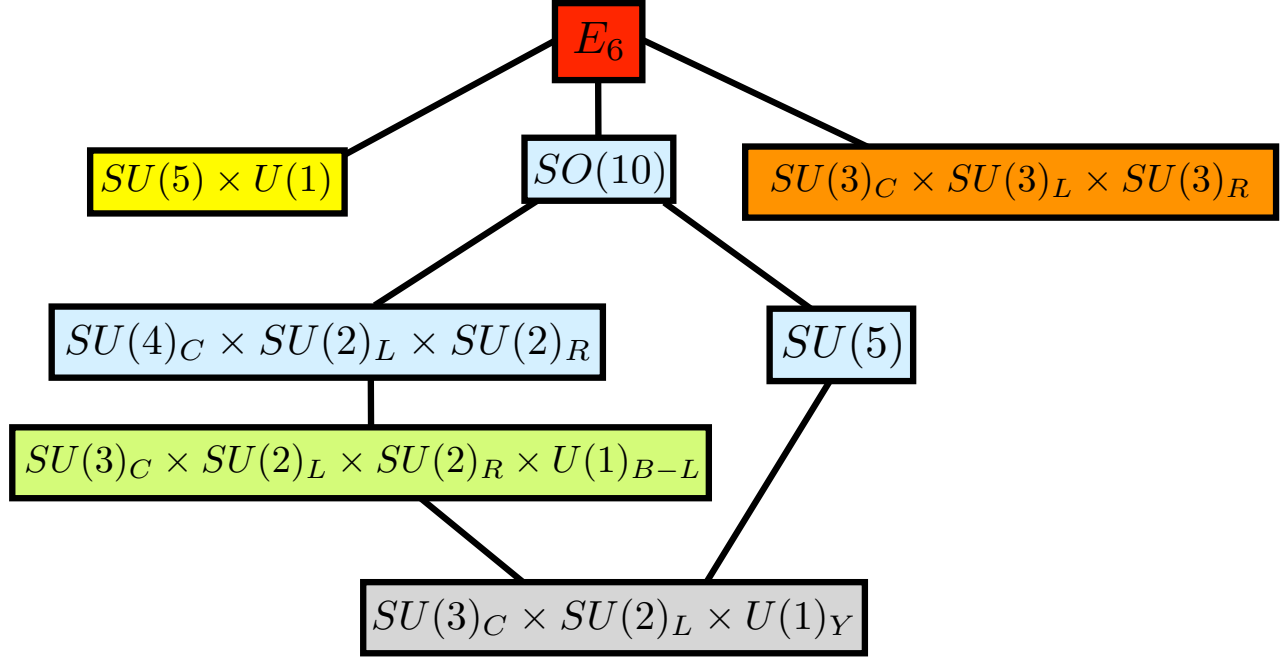 E₆
SU(5) × U(1)
SO(10)
SU(3)_C × SU(3)_L × SU(3)_R
SU(4)_C × SU(2)_L × SU(2)_R
SU(5)
SU(3)_C × SU(2)_L × SU(2)_R × U(1)_{B−L}
SU(3)_C × SU(2)_L × U(1)_Y